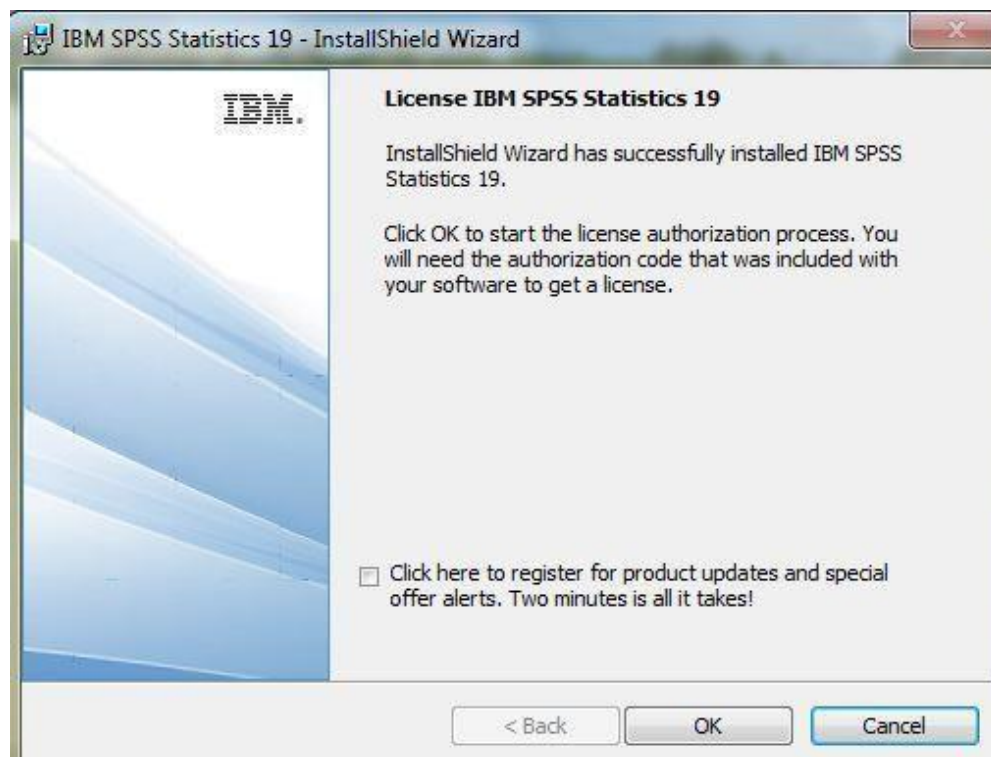 IBM SPSS Statistics 19 - InstallShield Wizard
IBM.
License IBM SPSS Statistics 19
InstallShield Wizard has successfully installed IBM SPSS
Statistics 19.
Click OK to start the license authorization process. You
will need the authorization code that was included with
your software to get a license.
Click here to register for product updates and special
offer alerts. Two minutes is all it takes!
< Back
OK
Cancel